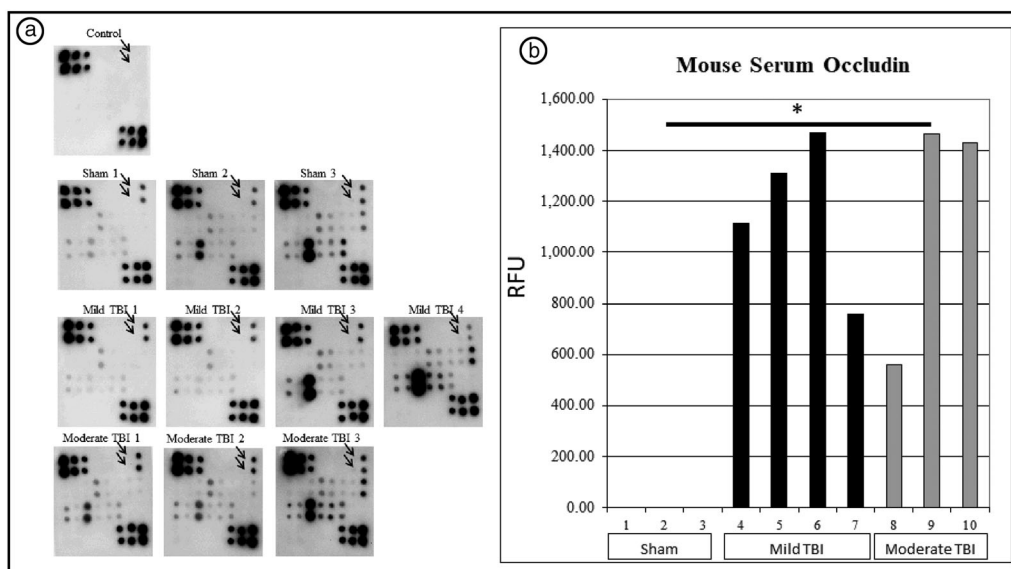 a
Control
Sham 1 Sham 2 Sham 3
Mild TBI 1 Mild TBI 2 Mild TBI 3 Mild TBI 4
Moderate TBI 1 Moderate TBI 2 Moderate TBI 3
b
Mouse Serum Occludin
*
RFU
1,600.00
1,400.00
1,200.00
1,000.00
800.00
600.00
400.00
200.00
0.00
1 2 3 4 5 6 7 8 9 10
Sham Mild TBI Moderate TBI